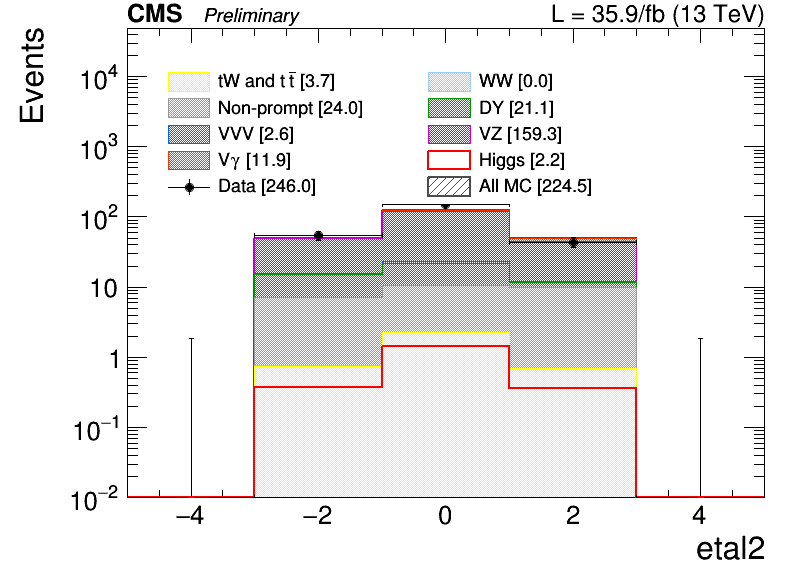 CMS Preliminary L = 35.9/fb (13 TeV)
Events
tW and t t̄ [3.7] WW [0.0]
Non-prompt [24.0] DY [21.1]
VVV [2.6] VZ [159.3]
Vγ [11.9] Higgs [2.2]
Data [246.0] All MC [224.5]
10⁴
10³
10²
10
1
10⁻¹
10⁻²
−4 −2 0 2 4
etal2